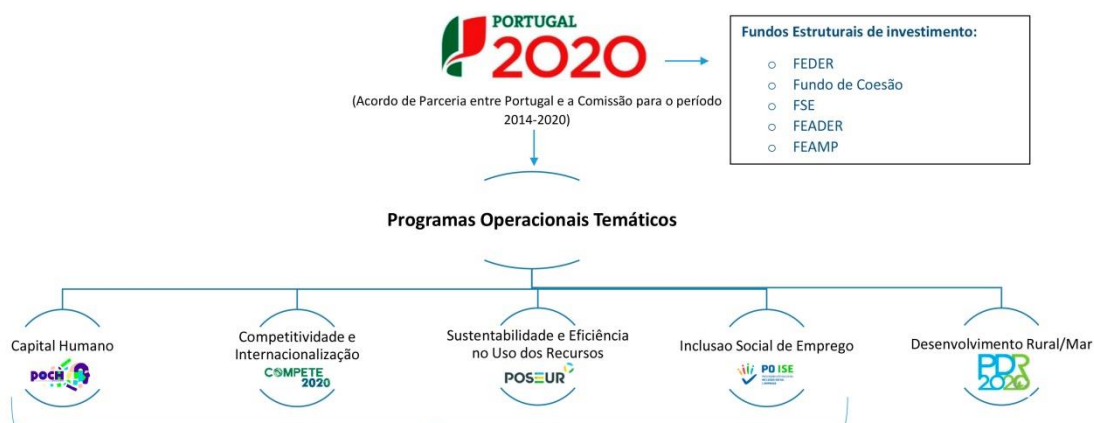 PORTUGAL
2020
(Acordo de Parceria entre Portugal e a Comissão para o período
2014-2020)
Fundos Estruturais de investimento:
o FEDER
o Fundo de Coesão
o FSE
o FEADER
o FEAMP
Programas Operacionais Temáticos
Capital Humano
POCH
Competitividade e
Internacionalização
COMPETE
2020
Sustentabilidade e Eficiência
no Uso dos Recursos
POSEUR
Inclusao Social de Emprego
PO ISE
Desenvolvimento Rural/Mar
PDR
2020